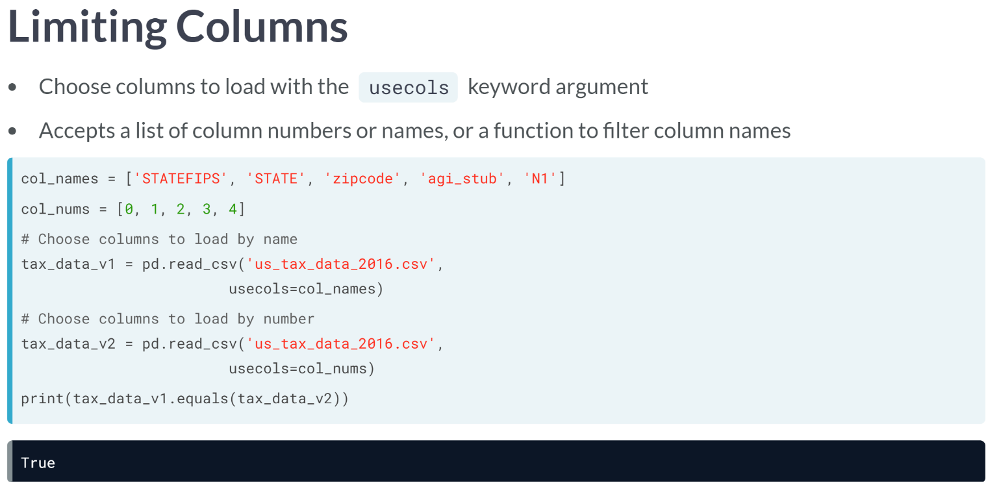 Limiting Columns
• Choose columns to load with the usecols keyword argument
• Accepts a list of column numbers or names, or a function to filter column names
col_names = ['STATEFIPS', 'STATE', 'zipcode', 'agi_stub', 'N1']
col_nums = [0, 1, 2, 3, 4]
# Choose columns to load by name
tax_data_v1 = pd.read_csv('us_tax_data_2016.csv',
                        usecols=col_names)
# Choose columns to load by number
tax_data_v2 = pd.read_csv('us_tax_data_2016.csv',
                        usecols=col_nums)
print(tax_data_v1.equals(tax_data_v2))
True